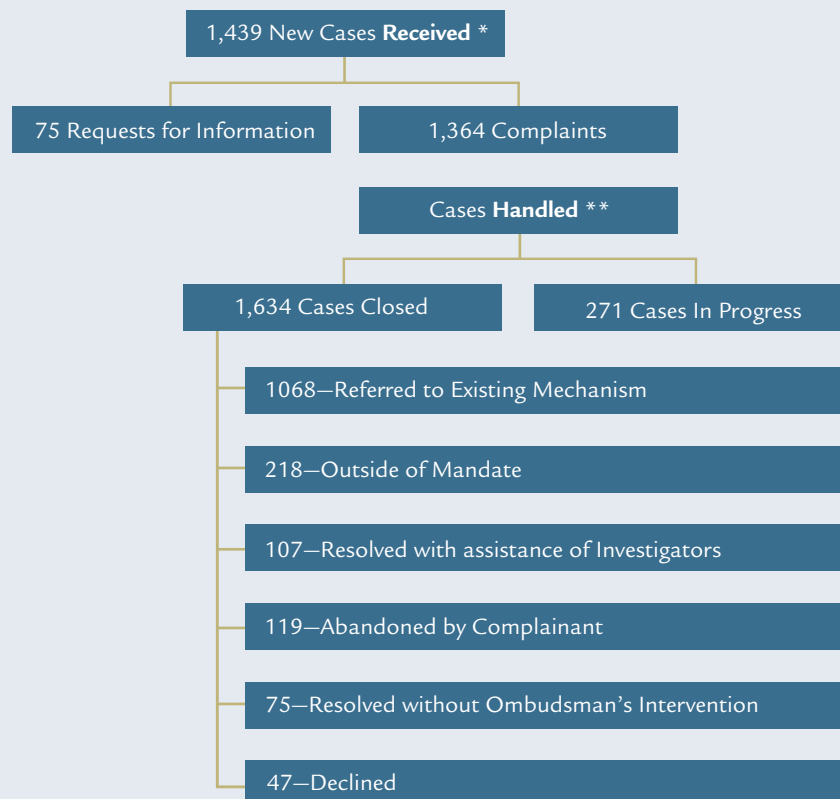 1,439 New Cases Received *
75 Requests for Information
1,364 Complaints
Cases Handled **
1,634 Cases Closed
271 Cases In Progress
1068—Referred to Existing Mechanism
218—Outside of Mandate
107—Resolved with assistance of Investigators
119—Abandoned by Complainant
75—Resolved without Ombudsman’s Intervention
47—Declined